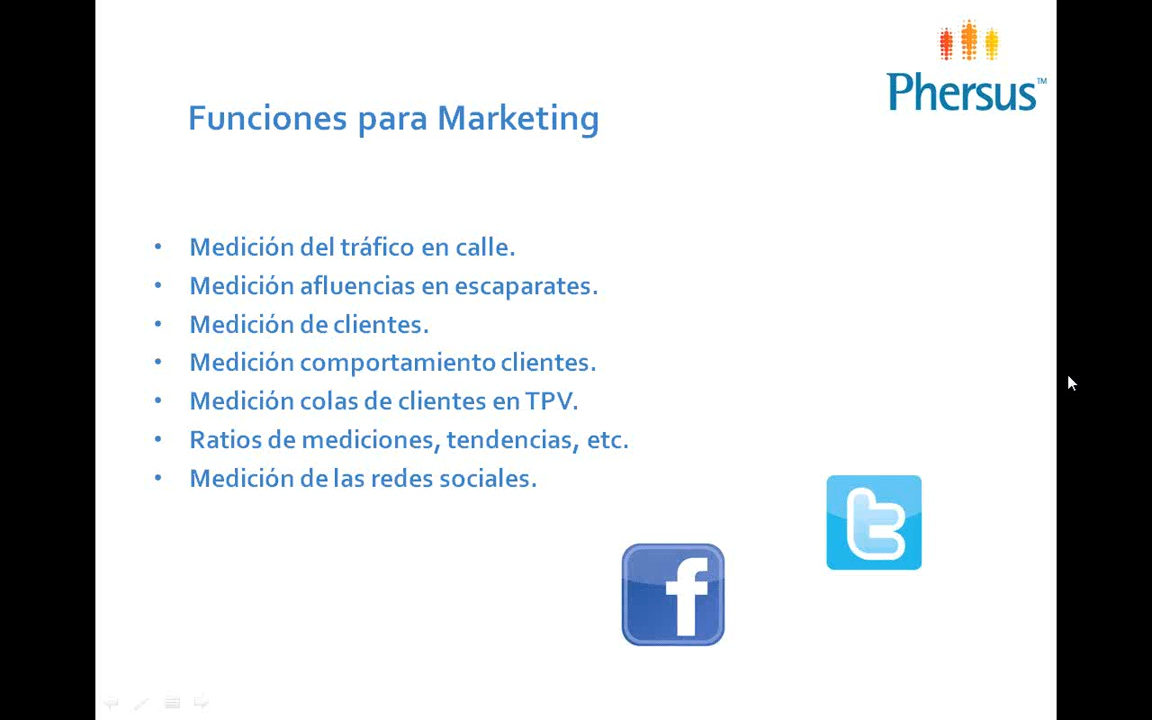 Phersus™
Funciones para Marketing
• Medición del tráfico en calle.
• Medición afluencias en escaparates.
• Medición de clientes.
• Medición comportamiento clientes.
• Medición colas de clientes en TPV.
• Ratios de mediciones, tendencias, etc.
• Medición de las redes sociales.
t
f